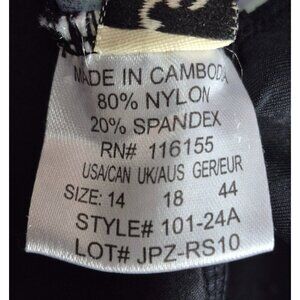 MADE IN CAMBODA
80% NYLON
20% SPANDEX
RN# 116155
USA/CAN UK/AUS GER/EUR
SIZE: 14 18 44
STYLE# 101-24A
LOT# JPZ-RS10